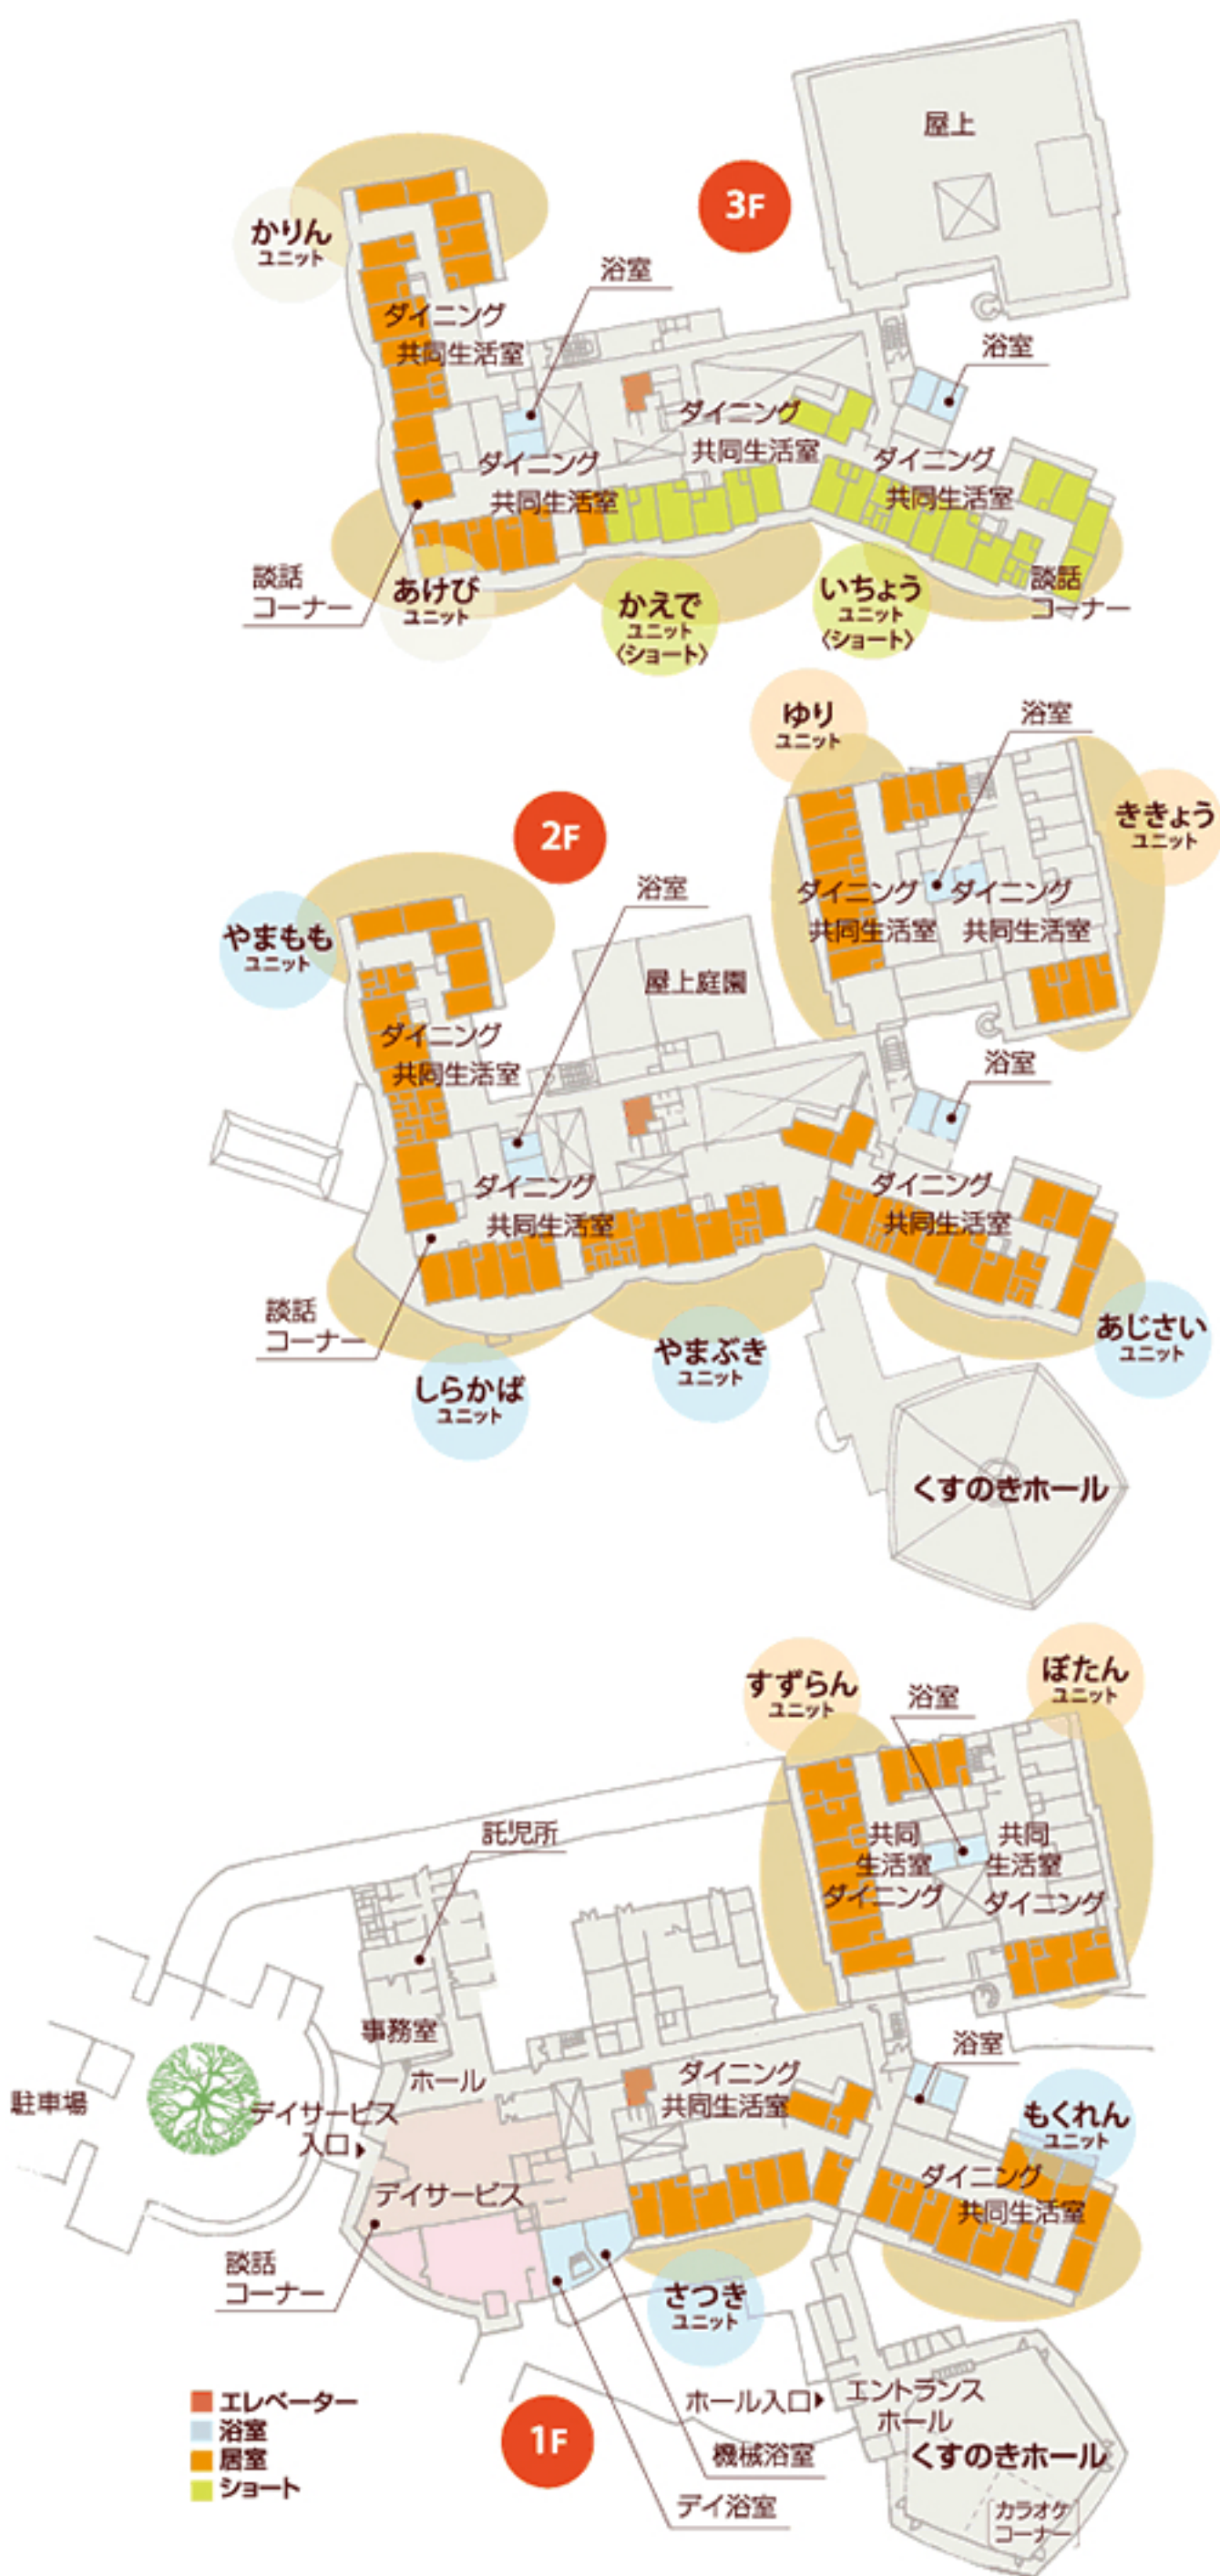 屋上
3F
かりん
ユニット
浴室
ダイニング
共同生活室
浴室
ダイニング
共同生活室
ダイニング
共同生活室
ダイニング
共同生活室
談話
コーナー
あけび
ユニット
かえで
ユニット
〈ショート〉
いちょう
ユニット
〈ショート〉
談話
コーナー
ゆり
ユニット
浴室
ききょう
ユニット
2F
浴室
ダイニング
共同生活室
ダイニング
共同生活室
やまもも
ユニット
屋上庭園
ダイニング
共同生活室
浴室
ダイニング
共同生活室
ダイニング
共同生活室
談話
コーナー
しらかば
ユニット
やまぶき
ユニット
あじさい
ユニット
くすのきホール
すずらん
ユニット
浴室
ぼたん
ユニット
託児所
共同
生活室
ダイニング
共同
生活室
ダイニング
事務室
ホール
駐車場
デイサービス
入口
ダイニング
共同生活室
浴室
もくれん
ユニット
デイサービス
ダイニング
共同生活室
談話
コーナー
さつき
ユニット
エレベーター
浴室
居室
ショート
1F
ホール入口
エントランス
ホール
機械浴室
くすのきホール
デイ浴室
カラオケ
コーナー